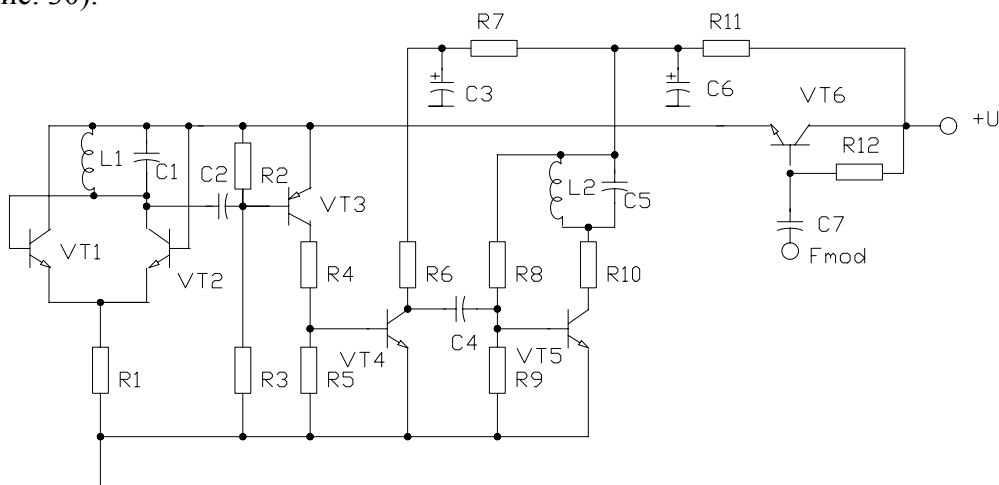 ис. 30).
R7
R11
C3
C6
VT6
+U
L1
C1
C2
R2
R12
L2
C5
VT3
C7
VT1
VT2
Fmod
R4
R6
R8
R10
C4
VT4
VT5
R1
R3
R5
R9